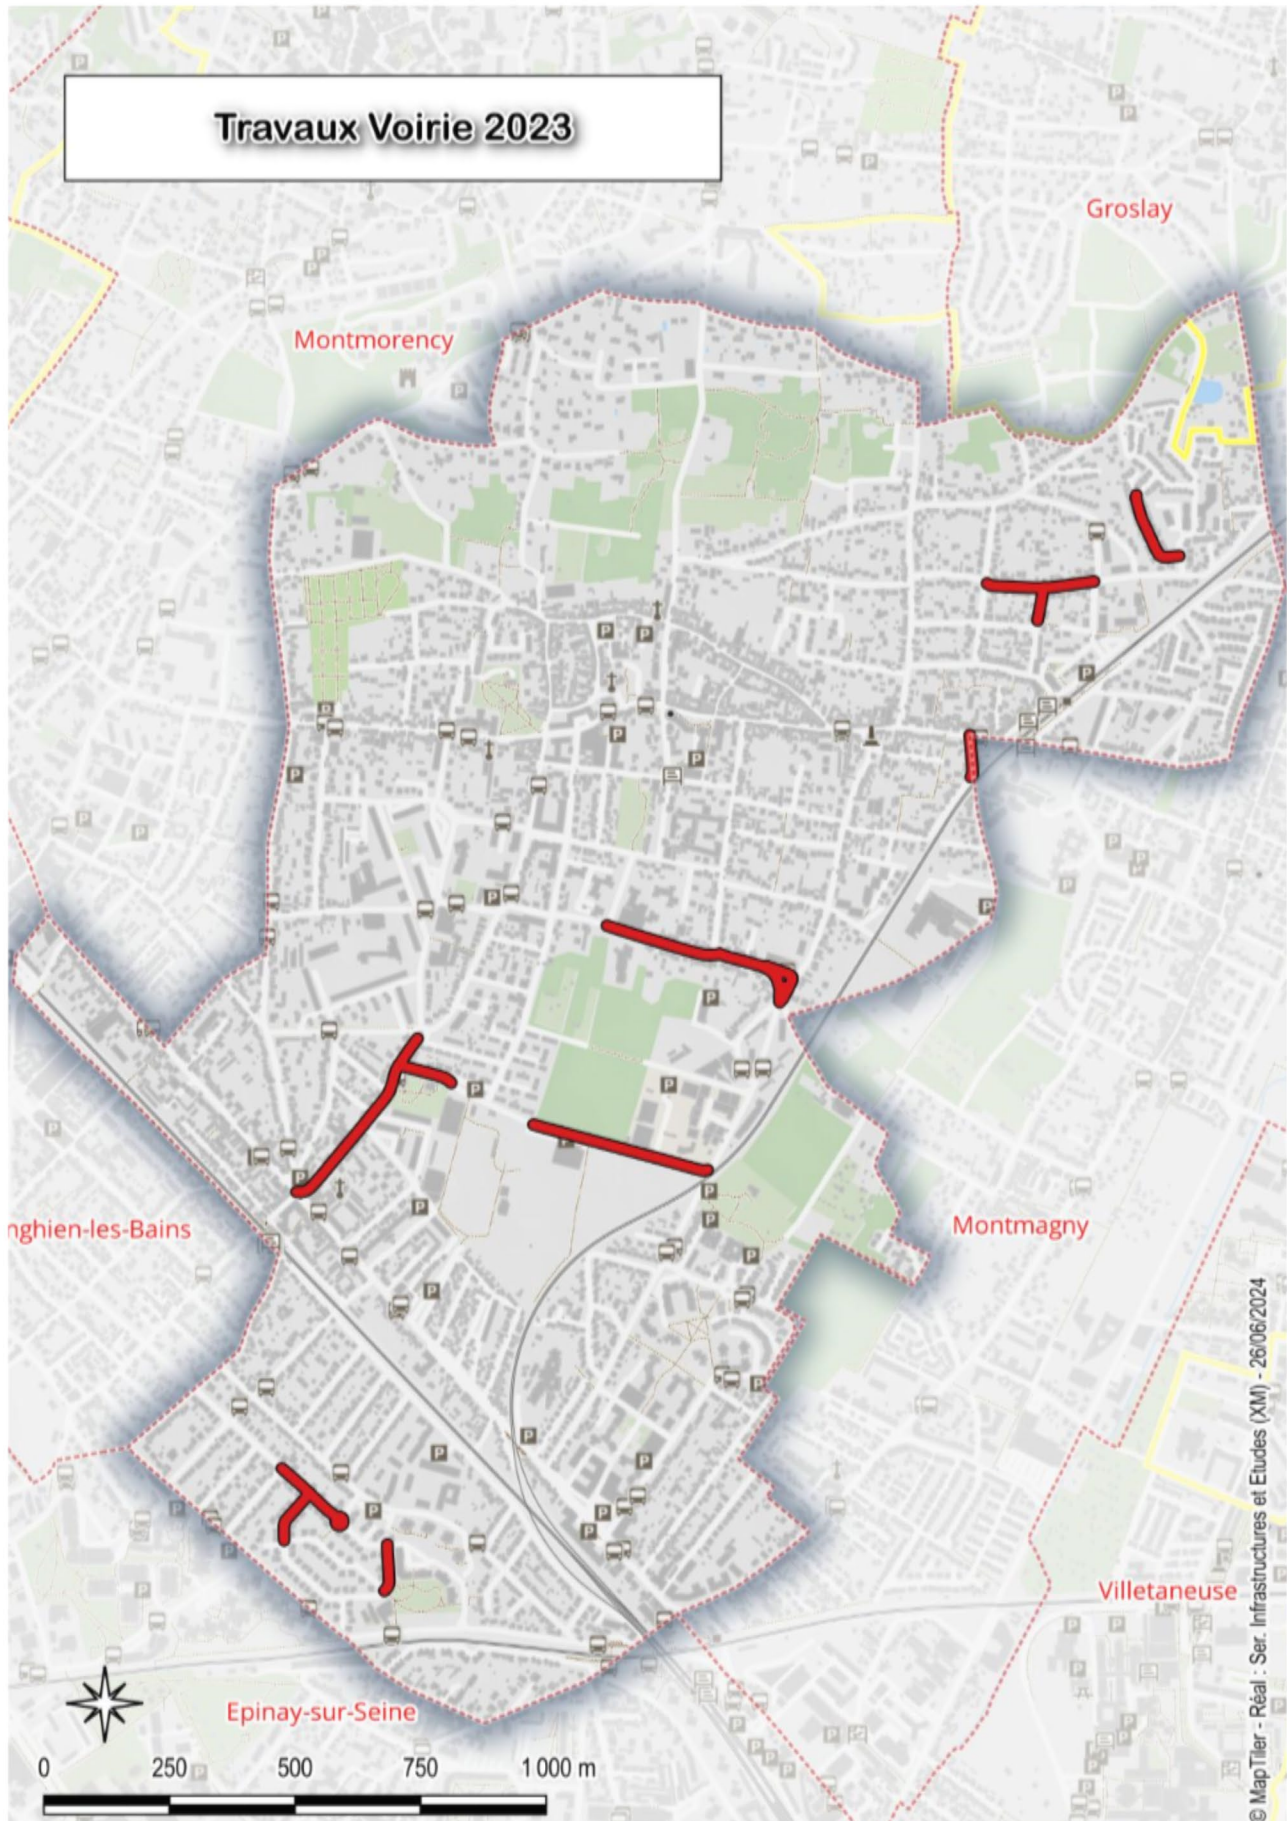 Travaux Voirie 2023
Groslay
Montmorency
nghien-les-Bains
Montmagny
Villetaneuse
Epinay-sur-Seine
0 250 500 750 1 000 m
© MapTiler - Réal : Ser. Infrastructures et Etudes (XM) - 26/06/2024